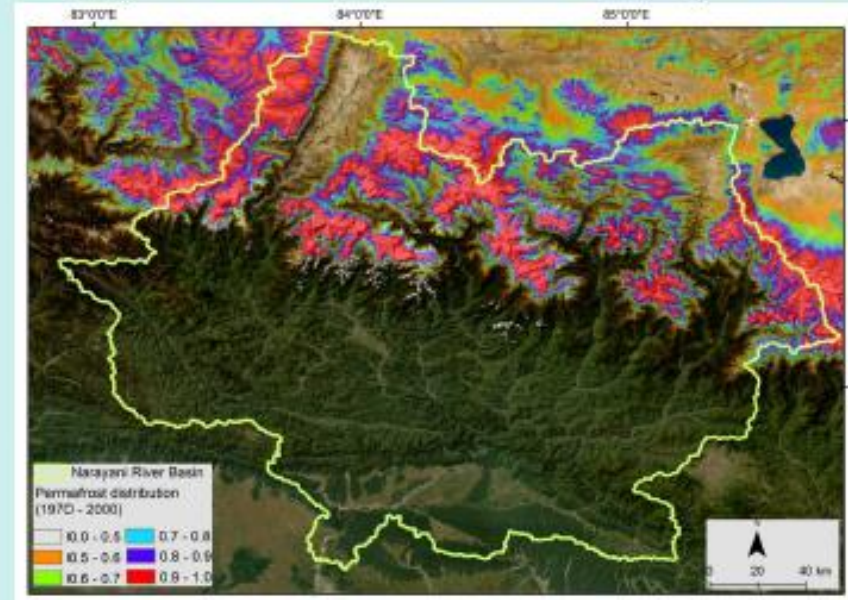 83°0'0"E 84°0'0"E 85°0'0"E
Narayani River Basin
Permafrost distribution
(1970 - 2000)
0.0 - 0.5 0.7 - 0.8
0.5 - 0.6 0.8 - 0.9
0.6 - 0.7 0.9 - 1.0
0 20 40 km